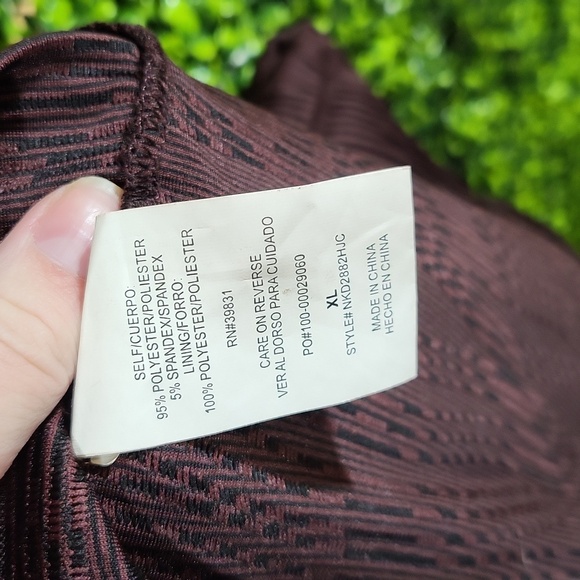 SELF/CUERPO:
95% POLYESTER/POLIESTER
5% SPANDEX/SPANDEX
LINING/FORRO:
100% POLYESTER/POLIESTER
RN#39831
CARE ON REVERSE
VER AL DORSO PARA CUIDADO
PO#100-00029060
XL
STYLE# NKD2882HJC
MADE IN CHINA
HECHO EN CHINA